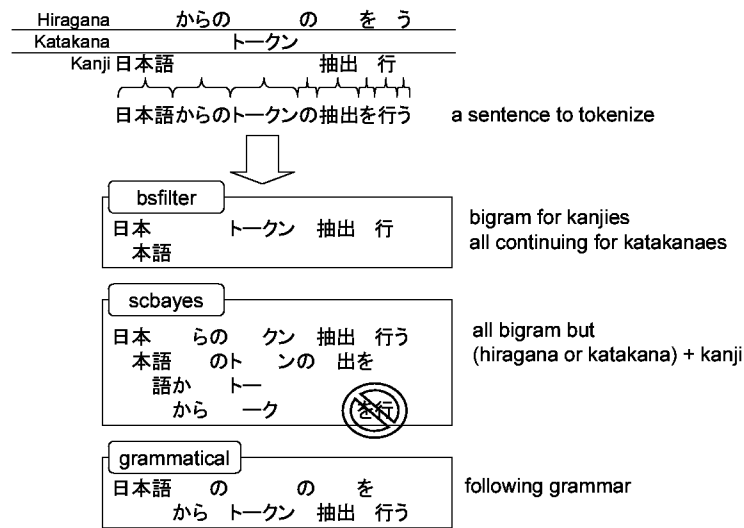 Hiragana からの の を う
Katakana トークン
Kanji 日本語 抽出 行
日本語からのトークンの抽出を行う a sentence to tokenize
bsfilter
日本 トークン 抽出 行
本語
bigram for kanjies
all continuing for katakanaes
scbayes
日本 らの クン 抽出 行う
本語 のト ンの 出を
語か トー
から ーク を行
all bigram but
(hiragana or katakana) + kanji
grammatical
日本語 の の を
から トークン 抽出 行う
following grammar